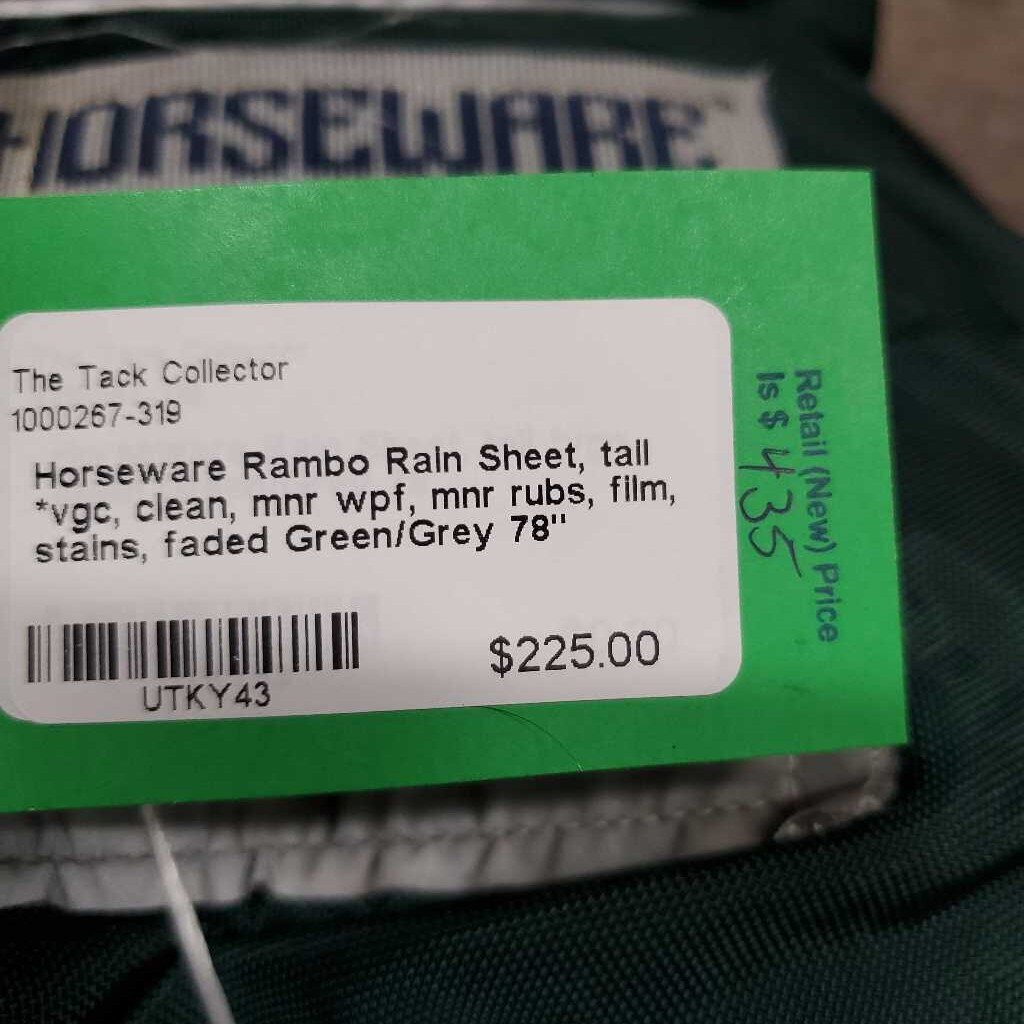 HORSEWARE
The Tack Collector
1000267-319
Horseware Rambo Rain Sheet, tall
*vgc, clean, mnr wpf, mnr rubs, film,
stains, faded Green/Grey 78"
UTKY43
$225.00
Retail (New) Price
Is $ 435